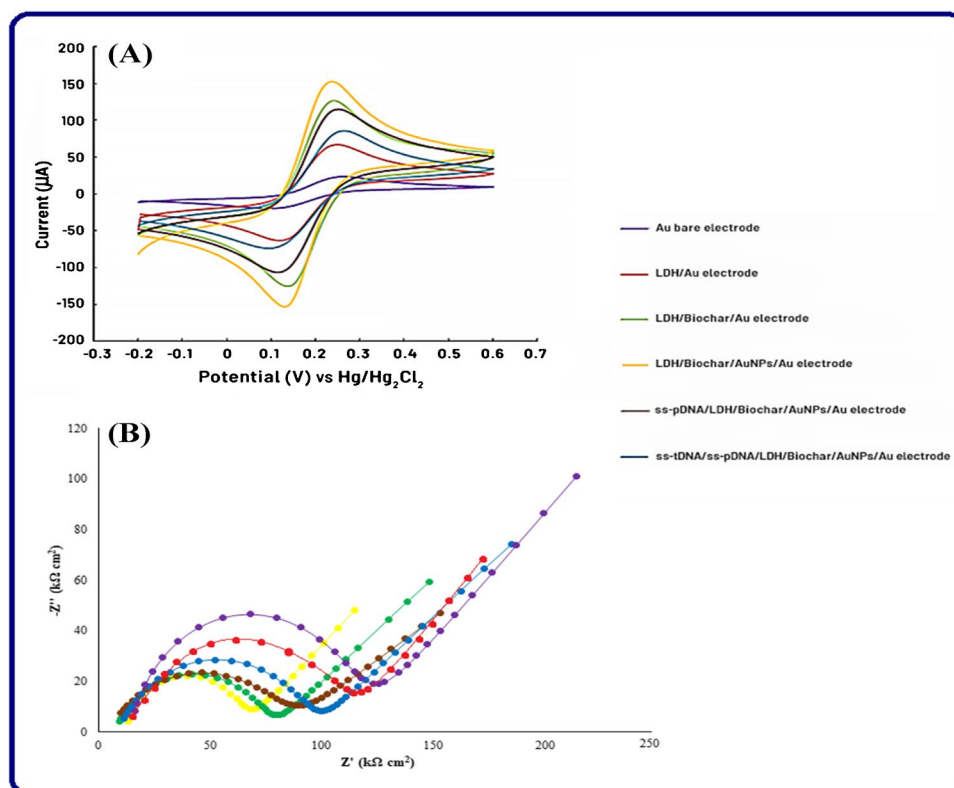 (A)
200
150
100
50
0
-50
-100
-150
-200
Current (µA)
-0.3 -0.2 -0.1 0 0.1 0.2 0.3 0.4 0.5 0.6 0.7
Potential (V) vs Hg/Hg₂Cl₂
Au bare electrode
LDH/Au electrode
LDH/Biochar/Au electrode
LDH/Biochar/AuNPs/Au electrode
ss-pDNA/LDH/Biochar/AuNPs/Au electrode
ss-tDNA/ss-pDNA/LDH/Biochar/AuNPs/Au electrode
(B)
120
100
80
60
40
20
0
-Z'' (kΩ cm²)
0 50 100 150 200 250
Z' (kΩ cm²)